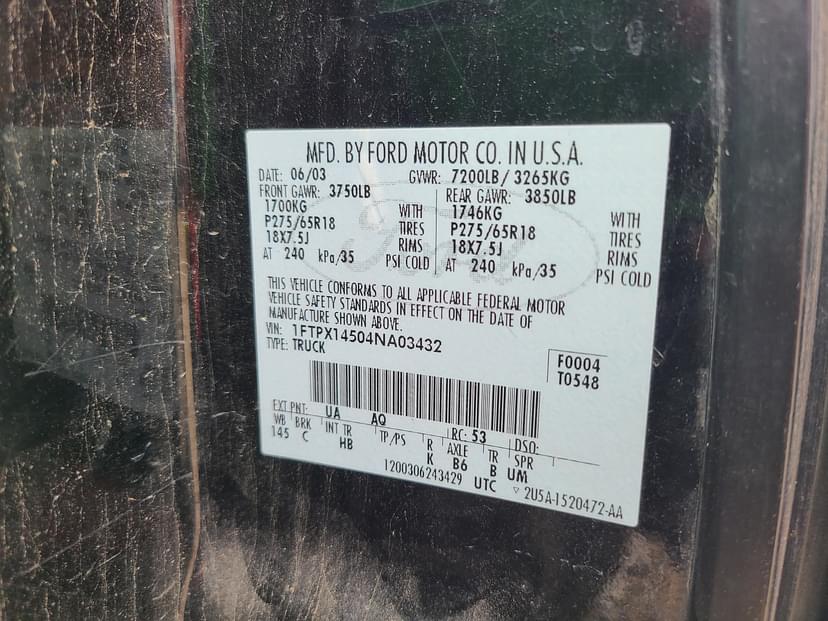 MFD. BY FORD MOTOR CO. IN U.S.A.
DATE: 06/03 GVWR: 7200LB/ 3265KG
FRONT GAWR: 3750LB REAR GAWR: 3850LB
1700KG WITH 1746KG WITH
P275/65R18 TIRES P275/65R18 TIRES
18X7.5J RIMS 18X7.5J RIMS
AT 240 kPa/35 PSI COLD AT 240 kPa/35 PSI COLD
Ford
THIS VEHICLE CONFORMS TO ALL APPLICABLE FEDERAL MOTOR
VEHICLE SAFETY STANDARDS IN EFFECT ON THE DATE OF
MANUFACTURE SHOWN ABOVE.
VIN: 1FTPX14504NA03432
TYPE: TRUCK
F0004
T0548
EXT PNT: UA AQ RC: 53 DSO:
WB BRK INT TR TP/PS R AXLE TR SPR
145 C HB K B6 B UM
1200306243429 UTC ▽ 2U5A-1520472-AA